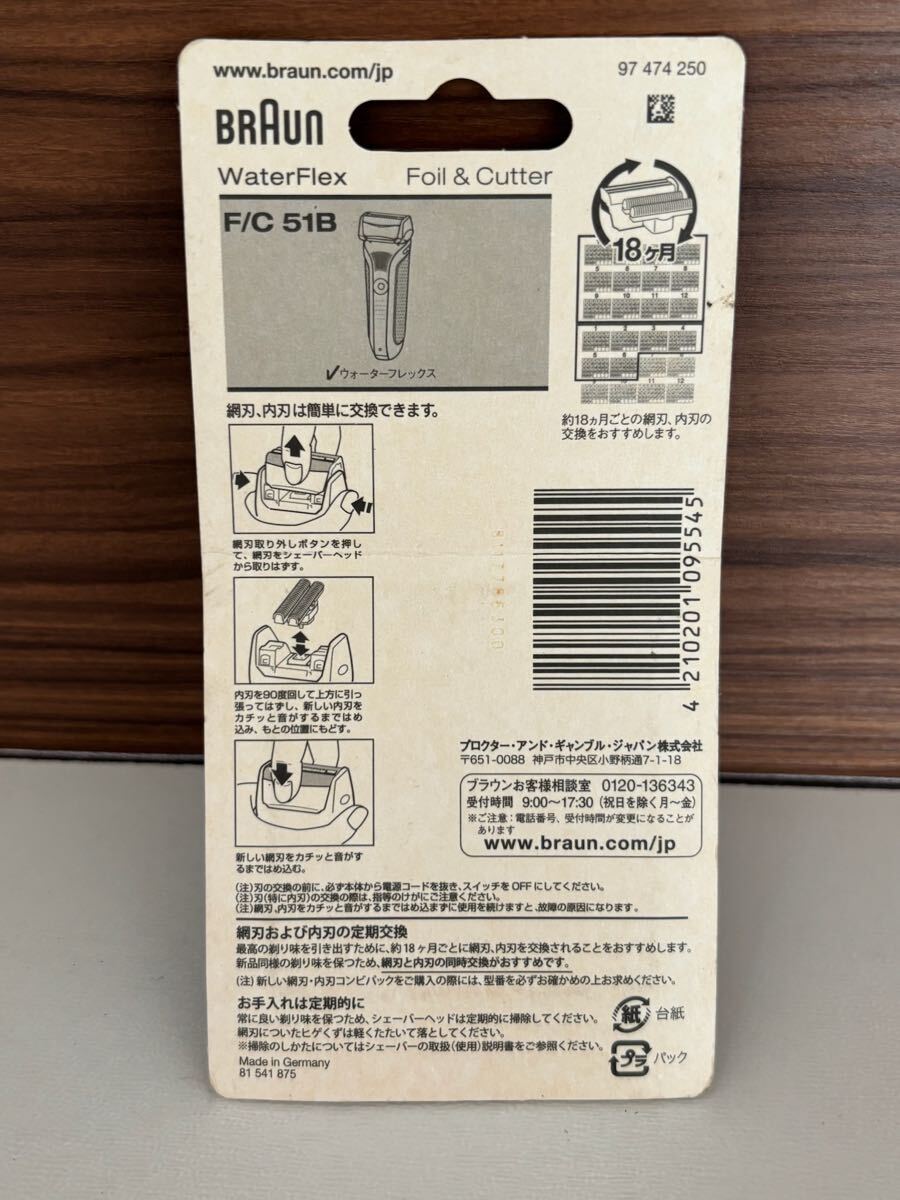 www.braun.com/jp
97 474 250
BRAUN
WaterFlex
Foil & Cutter
F/C 51B
✓ウォーターフレックス
18ヶ月
5 6 7 8
9 10 11 12
1 2 3 4
5 6 7 8
9 10 11 12
約18ヵ月ごとの網刃、内刃の
交換をおすすめします。
網刃、内刃は簡単に交換できます。
網刃取り外しボタンを押し
て、網刃をシェーバーヘッド
から取りはずす。
内刃を90度回して上方に引っ
張ってはずし、新しい内刃を
カチッと音がするまではめ
込み、もとの位置にもどす。
新しい網刃をカチッと音がす
るまではめ込む。
4 210201 095545
プロクター・アンド・ギャンブル・ジャパン株式会社
〒651-0088 神戸市中央区小野柄通7-1-18
ブラウンお客様相談室 0120-136343
受付時間 9:00〜17:30 (祝日を除く月〜金)
※ご注意:電話番号、受付時間が変更になることが
あります
www.braun.com/jp
(注)刃の交換の前に、必ず本体から電源コードを抜き、スイッチをOFFにしてください。
(注)刃(特に内刃)の交換の際は、指等のけがにご注意ください。
(注)網刃、内刃をカチッと音がするまではめ込まずに使用を続けますと、故障の原因になります。
網刃および内刃の定期交換
最高の剃り味を引き出すために、約18ヶ月ごとに網刃、内刃を交換されることをおすすめします。
新品同様の剃り味を保つため、網刃と内刃の同時交換がおすすめです。
(注)新しい網刃・内刃コンビパックをご購入の際には、型番を必ずお確かめの上お求めください。
お手入れは定期的に
常に良い剃り味を保つため、シェーバーヘッドは定期的に掃除してください。
網刃についたヒゲくずは軽くたたいて落としてください。
※掃除のしかたについてはシェーバーの取扱(使用)説明書をご参照ください。
Made in Germany
81 541 875
紙 台紙
プラ パック